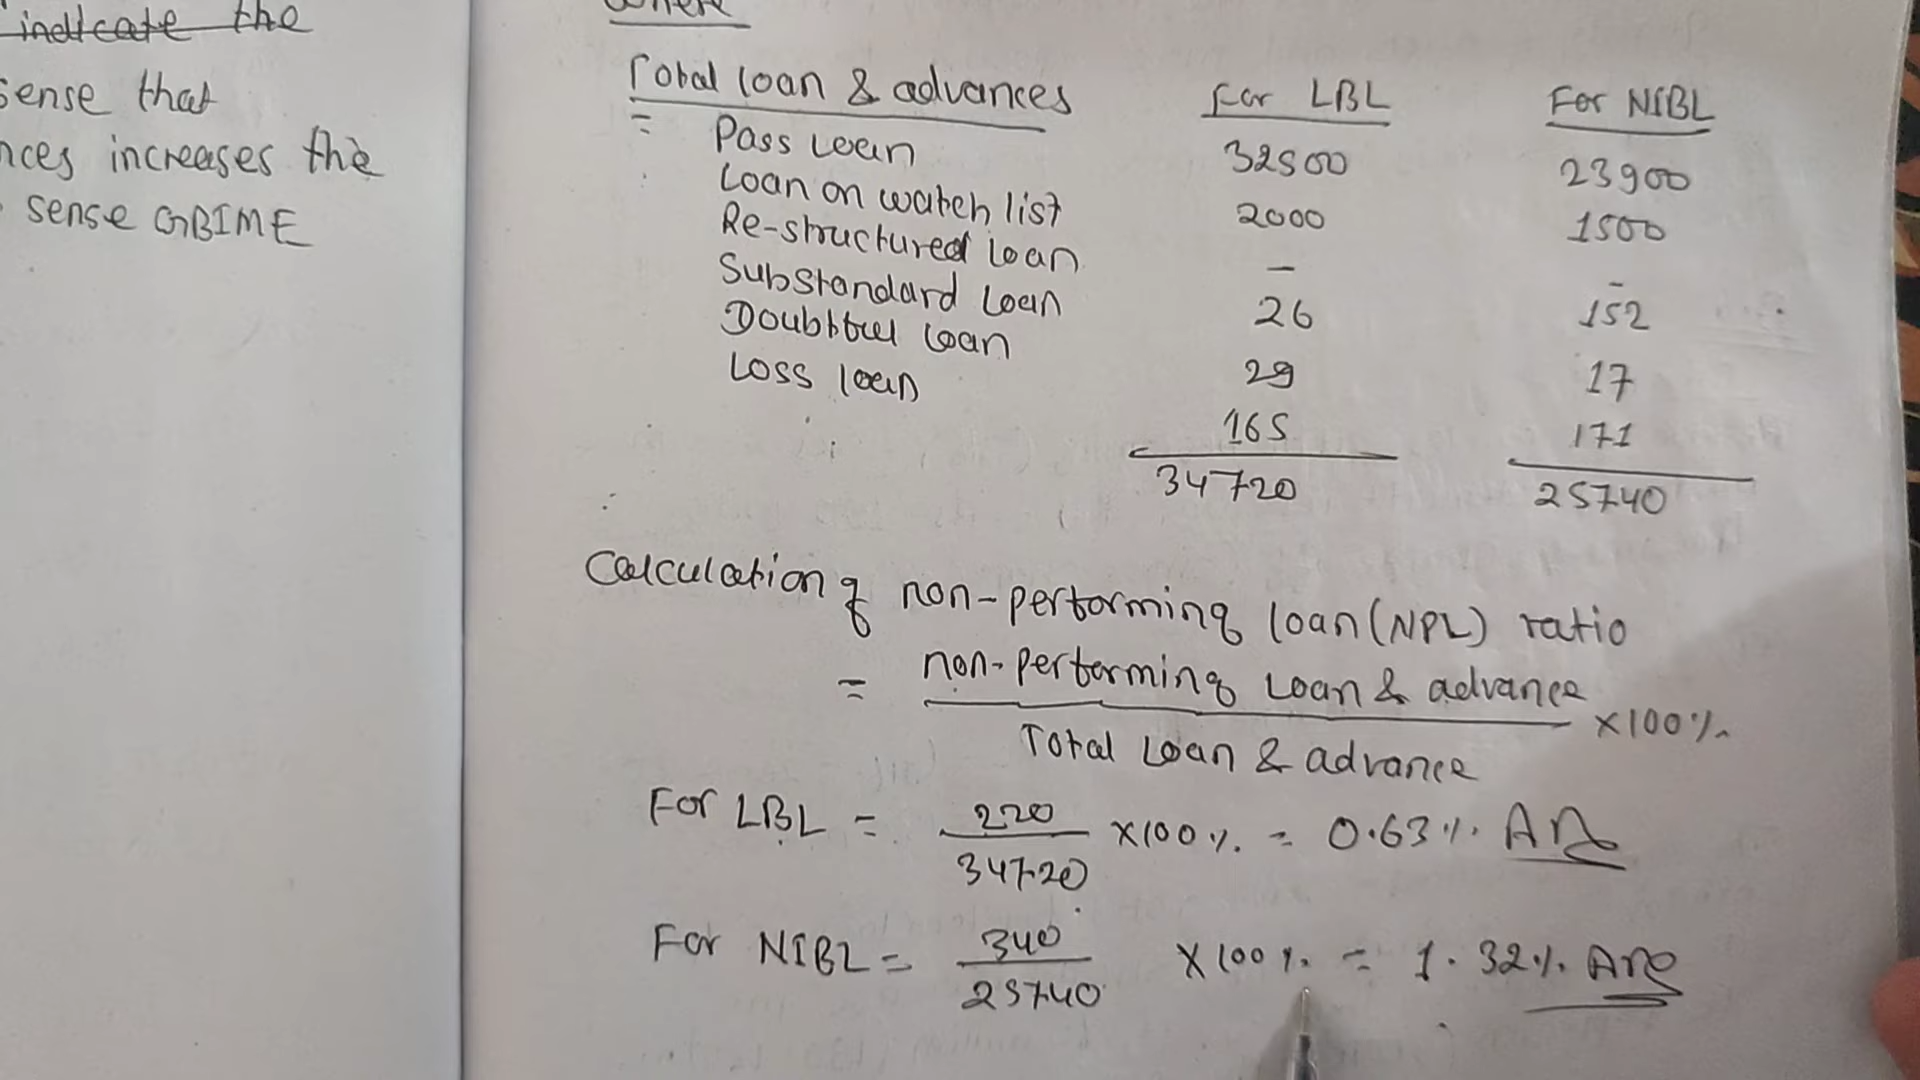 indicate the
sense that
nces increases the
sense GBIME
where
Total loan & advances For LBL For NIBL
= Pass Loan 32500 23900
Loan on watch list 2000 1500
Re-structured Loan - -
Substandard Loan 26 152
Doubtful Loan 29 17
Loss loan 165 171
34720 25740
Calculation of non-performing loan (NPL) ratio
= non-performing Loan & advance
Total Loan & advance ×100%
For LBL = 220 / 34720 ×100% = 0.63% Ans
For NIBL = 340 / 25740 ×100% = 1.32% Ans